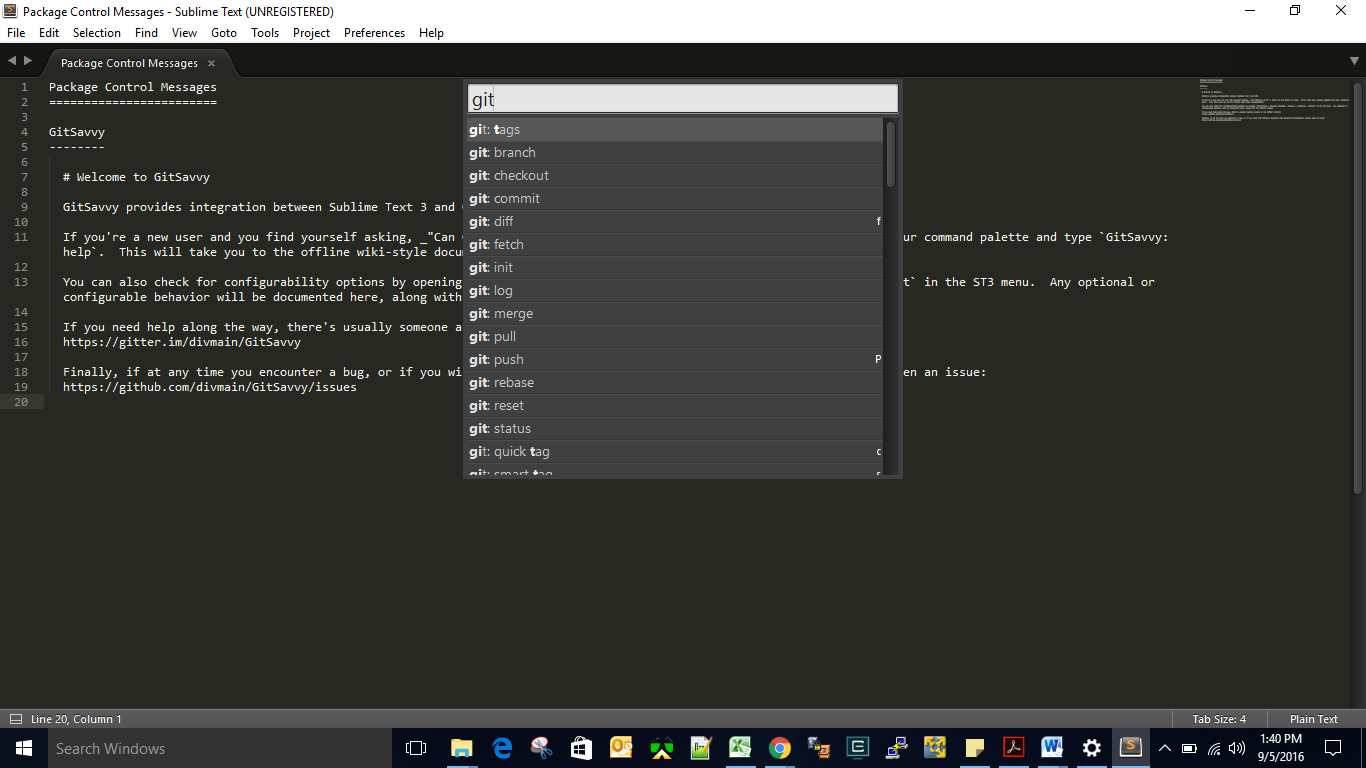 Package Control Messages - Sublime Text (UNREGISTERED)
File Edit Selection Find View Goto Tools Project Preferences Help
Package Control Messages ×
1 Package Control Messages
2 ========================
3
4 GitSavvy
5 --------
6
7 # Welcome to GitSavvy
8
9 GitSavvy provides integration between Sublime Text 3 and
10
11 If you're a new user and you find yourself asking, _"Can ur command palette and type `GitSavvy:
help`. This will take you to the offline wiki-style docu
12
13 You can also check for configurability options by opening t` in the ST3 menu. Any optional or
configurable behavior will be documented here, along with
14
15 If you need help along the way, there's usually someone a
16 https://gitter.im/divmain/GitSavvy
17
18 Finally, if at any time you encounter a bug, or if you wi en an issue:
19 https://github.com/divmain/GitSavvy/issues
20
git
git: tags
git: branch
git: checkout
git: commit
git: diff f
git: fetch
git: init
git: log
git: merge
git: pull
git: push P
git: rebase
git: reset
git: status
git: quick tag c
git: smart tag s
Line 20, Column 1 Tab Size: 4 Plain Text
Search Windows
1:40 PM
9/5/2016